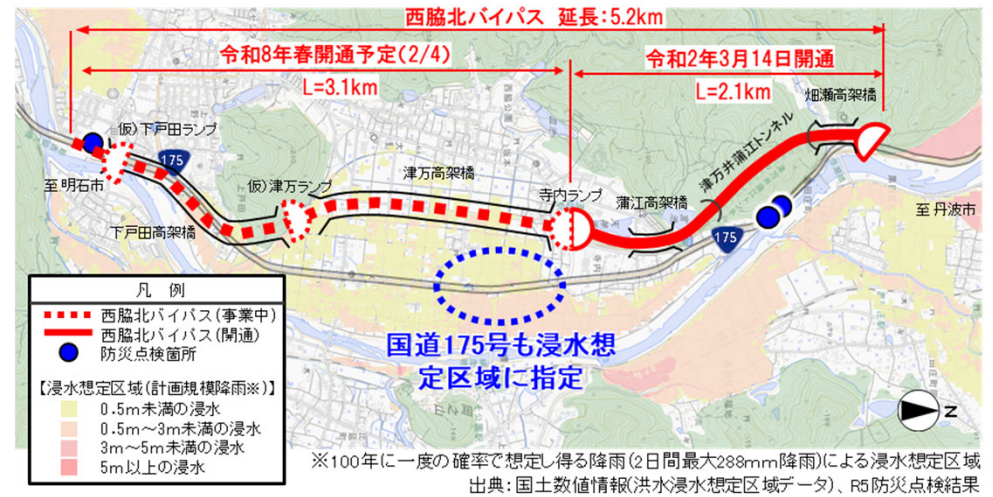 西脇北バイパス 延長：5.2km
令和8年春開通予定(2/4)
L=3.1km
令和2年3月14日開通
L=2.1km
畑瀬高架橋
仮)下戸田ランプ
175
至 明石市
下戸田高架橋
仮)津万ランプ
津万高架橋
寺内ランプ
蒲江高架橋
津万井蒲江トンネル
175
至 丹波市
国道175号も浸水想
定区域に指定
凡 例
西脇北バイパス(事業中)
西脇北バイパス(開通)
防災点検箇所
【浸水想定区域(計画規模降雨※)】
0.5m未満の浸水
0.5m～3m未満の浸水
3m～5m未満の浸水
5m以上の浸水
N
※100年に一度の確率で想定し得る降雨(2日間最大288mm降雨)による浸水想定区域
出典：国土数値情報(洪水浸水想定区域データ)、R5防災点検結果